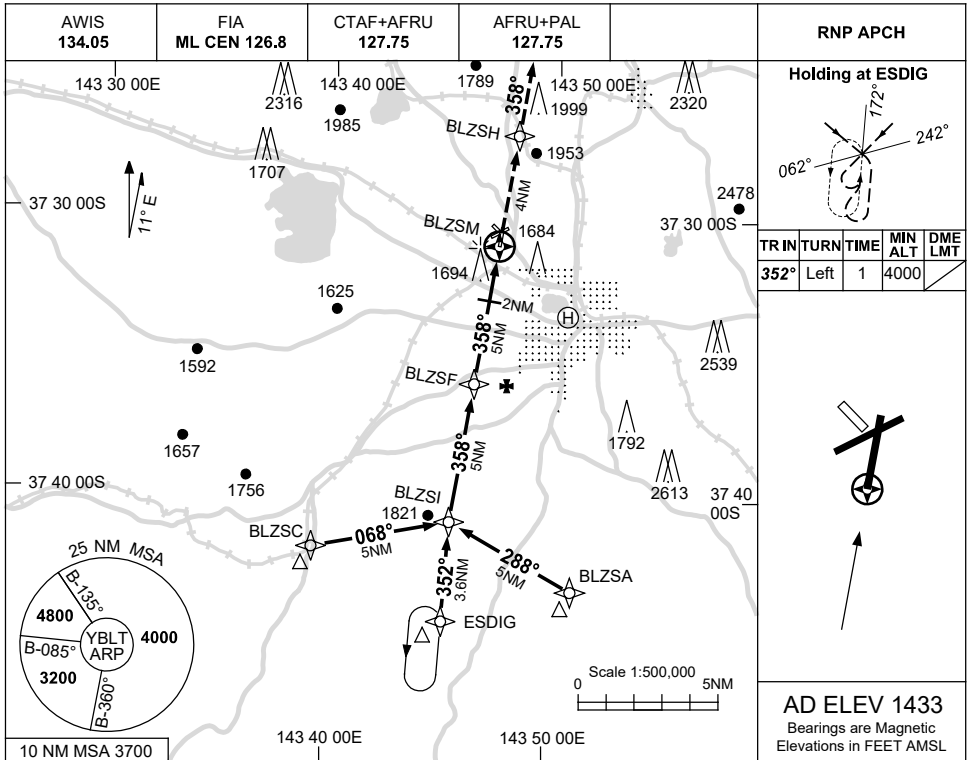 AWIS
134.05
FIA
ML CEN 126.8
CTAF+AFRU
127.75
AFRU+PAL
127.75
RNP APCH
143 30 00E
143 40 00E
143 50 00E
2316
1985
1789
358°
1999
2320
1707
BLZSH
1953
11° E
4NM
37 30 00S
BLZSM
1684
37 30 00S
2478
1694
1625
2NM
358°
5NM
H
1592
2539
BLZSF
1657
358°
5NM
1792
1756
2613
37 40 00S
37 40
00S
BLZSI
1821
BLZSC
068°
5NM
288°
5NM
BLZSA
352°
3.6NM
ESDIG
25 NM MSA
B-135°
4800
YBLT
ARP
4000
B-085°
3200
B-360°
10 NM MSA 3700
143 40 00E
143 50 00E
Scale 1:500,000
0
5NM
Holding at ESDIG
172°
242°
062°
TR IN
TURN
TIME
MIN
ALT
DME
LMT
352°
Left
1
4000
AD ELEV 1433
Bearings are Magnetic
Elevations in FEET AMSL